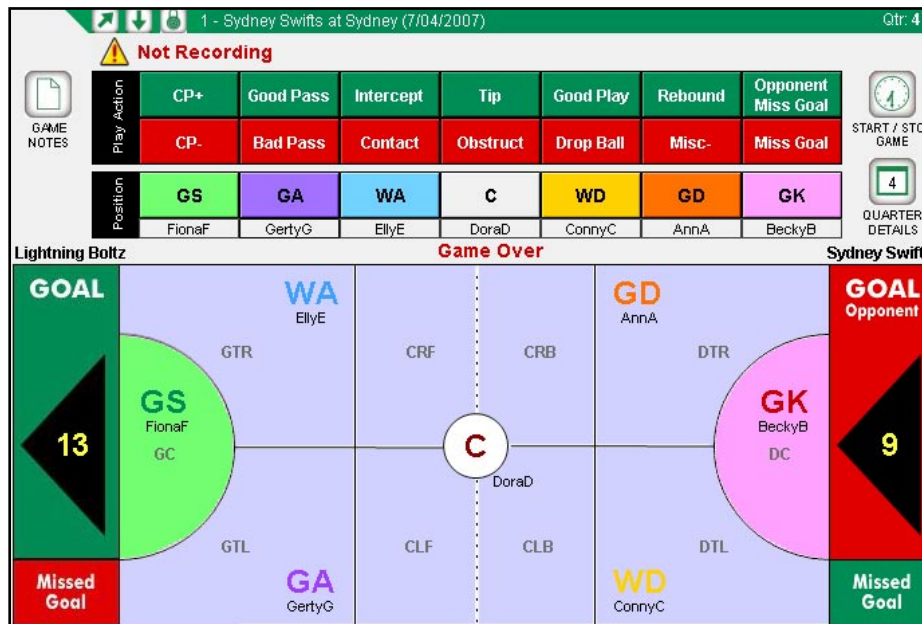 1 - Sydney Swifts at Sydney (7/04/2007) Qtr: 4
Not Recording
GAME
NOTES
Play Action
CP+ Good Pass Intercept Tip Good Play Rebound Opponent Miss Goal
CP- Bad Pass Contact Obstruct Drop Ball Misc- Miss Goal
START / STO
GAME
Position
GS GA WA C WD GD GK
FionaF GertyG EllyE DoraD ConnyC AnnA BeckyB
4
QUARTER
DETAILS
Lightning Boltz Game Over Sydney Swift
GOAL
WA
EllyE
GD
AnnA
GOAL
Opponent
GTR CRF CRB DTR
GS
FionaF
GC
13
C
DoraD
GK
BeckyB
DC
9
GTL CLF CLB DTL
Missed
Goal
GA
GertyG
WD
ConnyC
Missed
Goal